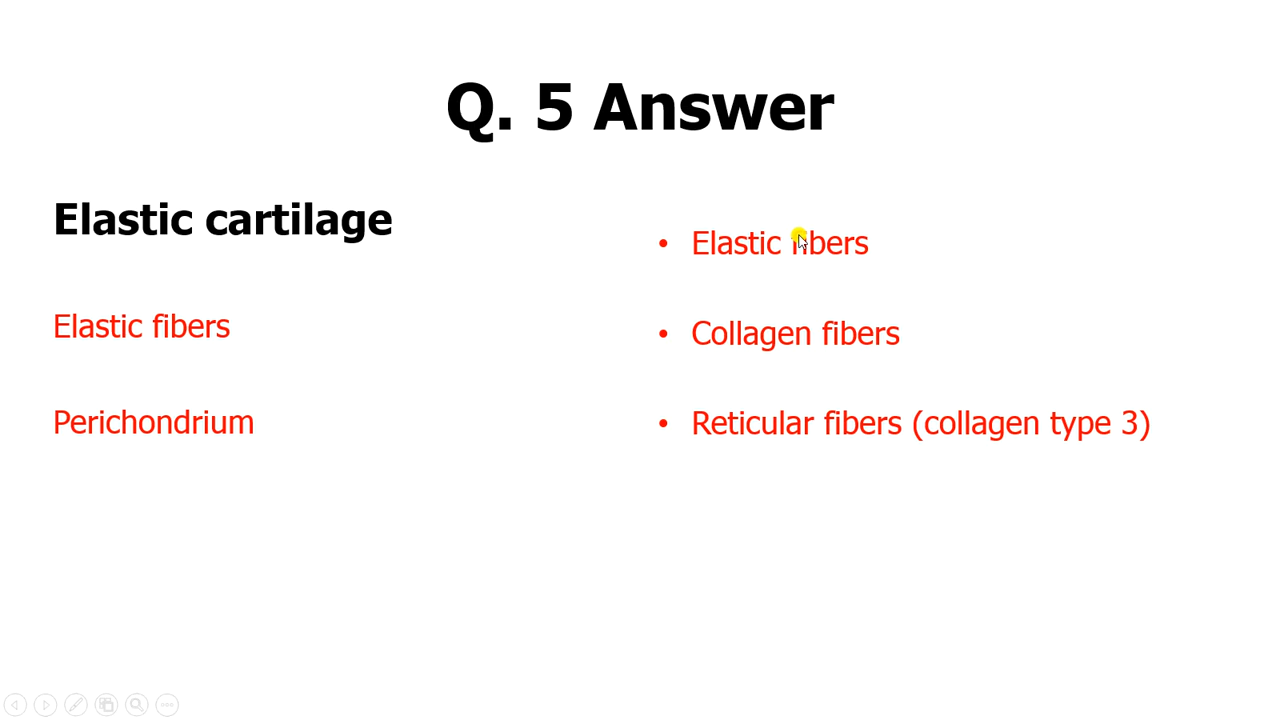 Q. 5 Answer
Elastic cartilage
Elastic fibers
Perichondrium
• Elastic fibers
• Collagen fibers
• Reticular fibers (collagen type 3)